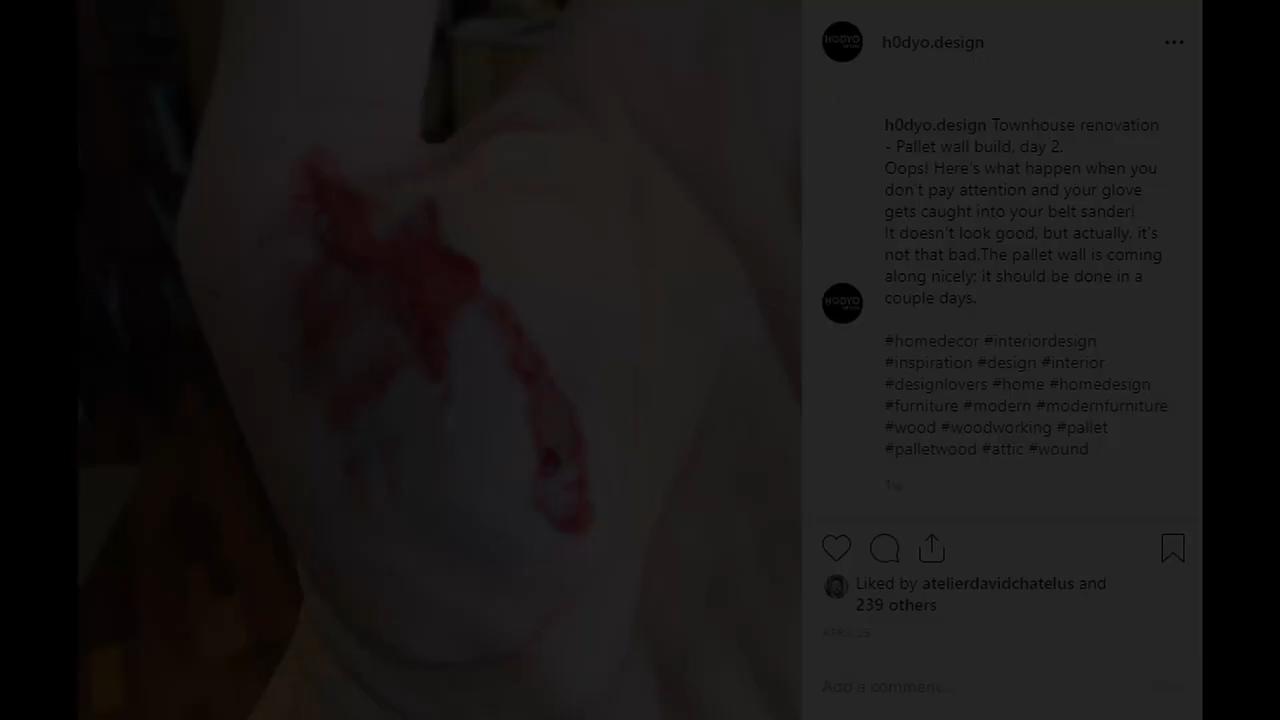 h0dyo.design
h0dyo.design Townhouse renovation
- Pallet wall build, day 2.
Oops! Here's what happen when you
don't pay attention and your glove
gets caught into your belt sander!
It doesn't look good, but actually, it's
not that bad.The pallet wall is coming
along nicely; it should be done in a
couple days.
#homedecor #interiordesign
#inspiration #design #interior
#designlovers #home #homedesign
#furniture #modern #modernfurniture
#wood #woodworking #pallet
#palletwood #attic #wound
1w
Liked by atelierdavidchatelus and
239 others
APRIL 25
Add a comment...